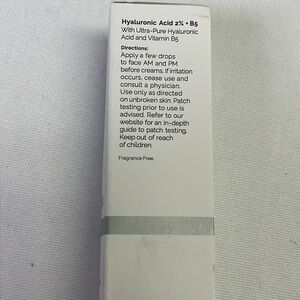 Hyaluronic Acid 2% + B5
With Ultra-Pure Hyaluronic
Acid and Vitamin B5
Directions:
Apply a few drops
to face AM and PM
before creams. If irritation
occurs, cease use and
consult a physician.
Use only as directed
on unbroken skin. Patch
testing prior to use is
advised. Refer to our
website for an in-depth
guide to patch testing.
Keep out of reach
of children.
Fragrance Free.